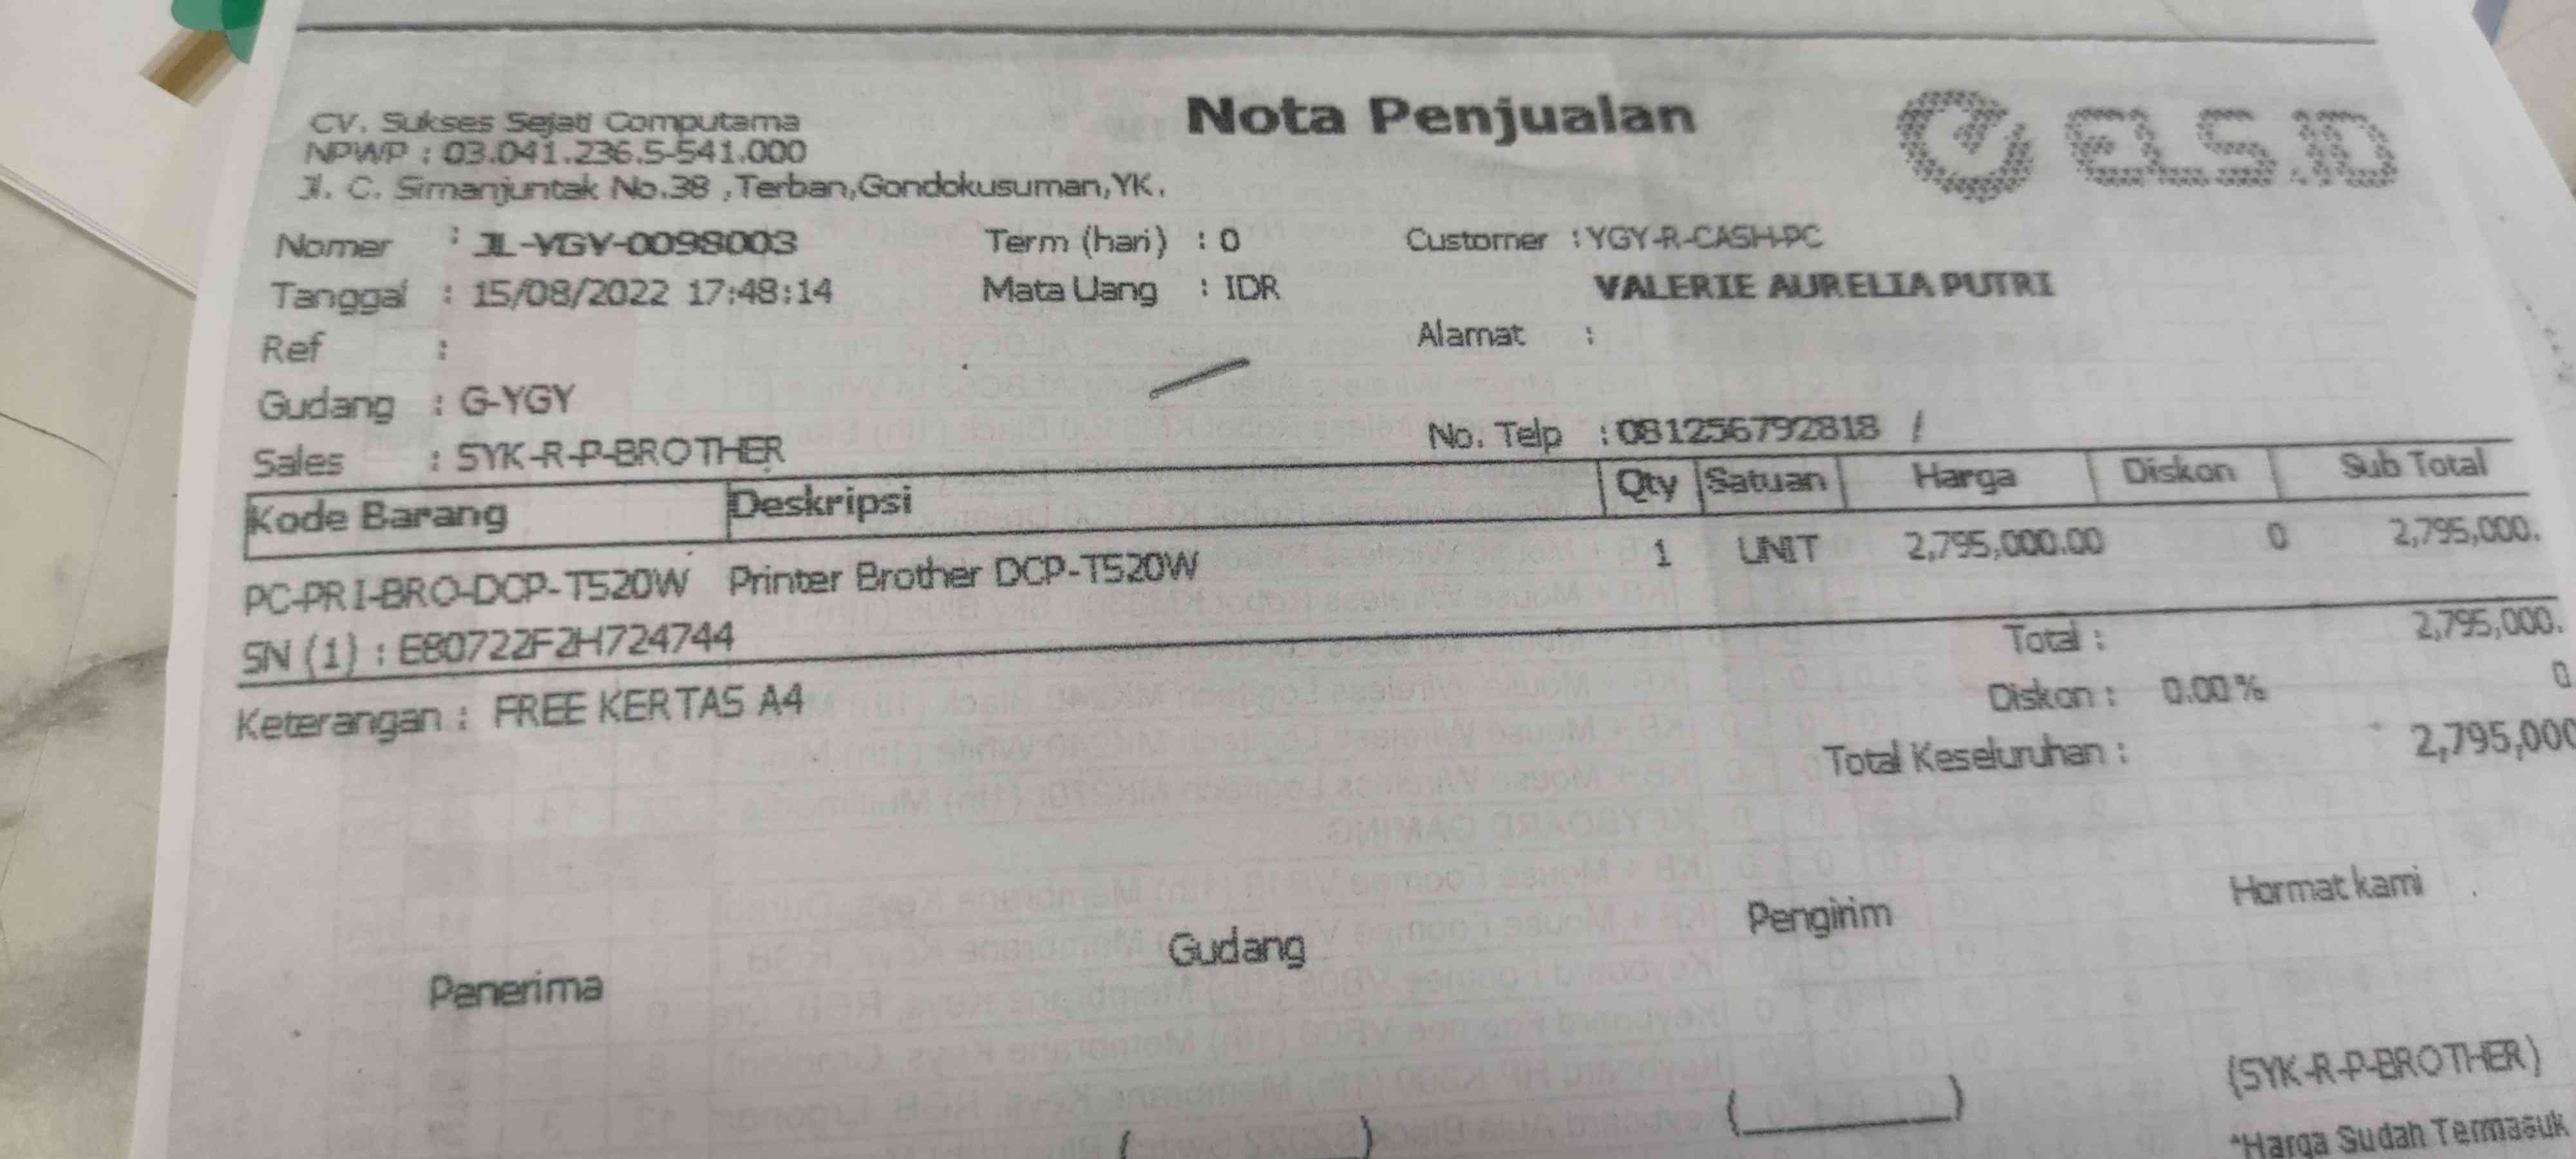 Nota Penjualan
ELS.ID
CV. Sukses Sejati Computama
NPWP : 03.041.236.5-541.000
Jl. C. Simanjuntak No.38 ,Terban,Gondokusuman,YK.
Nomer : JL-YGY-0098003 Term (hari) : 0 Customer : YGY-R-CASH-PC
Tanggal : 15/08/2022 17:48:14 Mata Uang : IDR VALERIE AURELIA PUTRI
Ref : Alamat :
Gudang : G-YGY
Sales : SYK-R-P-BROTHER No. Telp : 081256792818 /
Kode Barang Deskripsi Qty Satuan Harga Diskon Sub Total
PC-PRI-BRO-DCP-T520W Printer Brother DCP-T520W 1 UNIT 2,795,000.00 0 2,795,000.
SN (1) : E80722F2H724744
Total : 2,795,000.
Keterangan : FREE KERTAS A4 Diskon : 0.00% 0
Total Keseluruhan : 2,795,000
Penerima Gudang Pengirim Hormat kami
( ) (          ) (SYK-R-P-BROTHER)
*Harga Sudah Termasuk